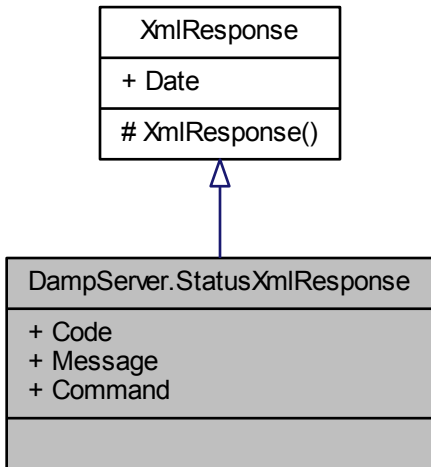 XmlResponse
+ Date
# XmlResponse()
DampServer.StatusXmlResponse
+ Code
+ Message
+ Command